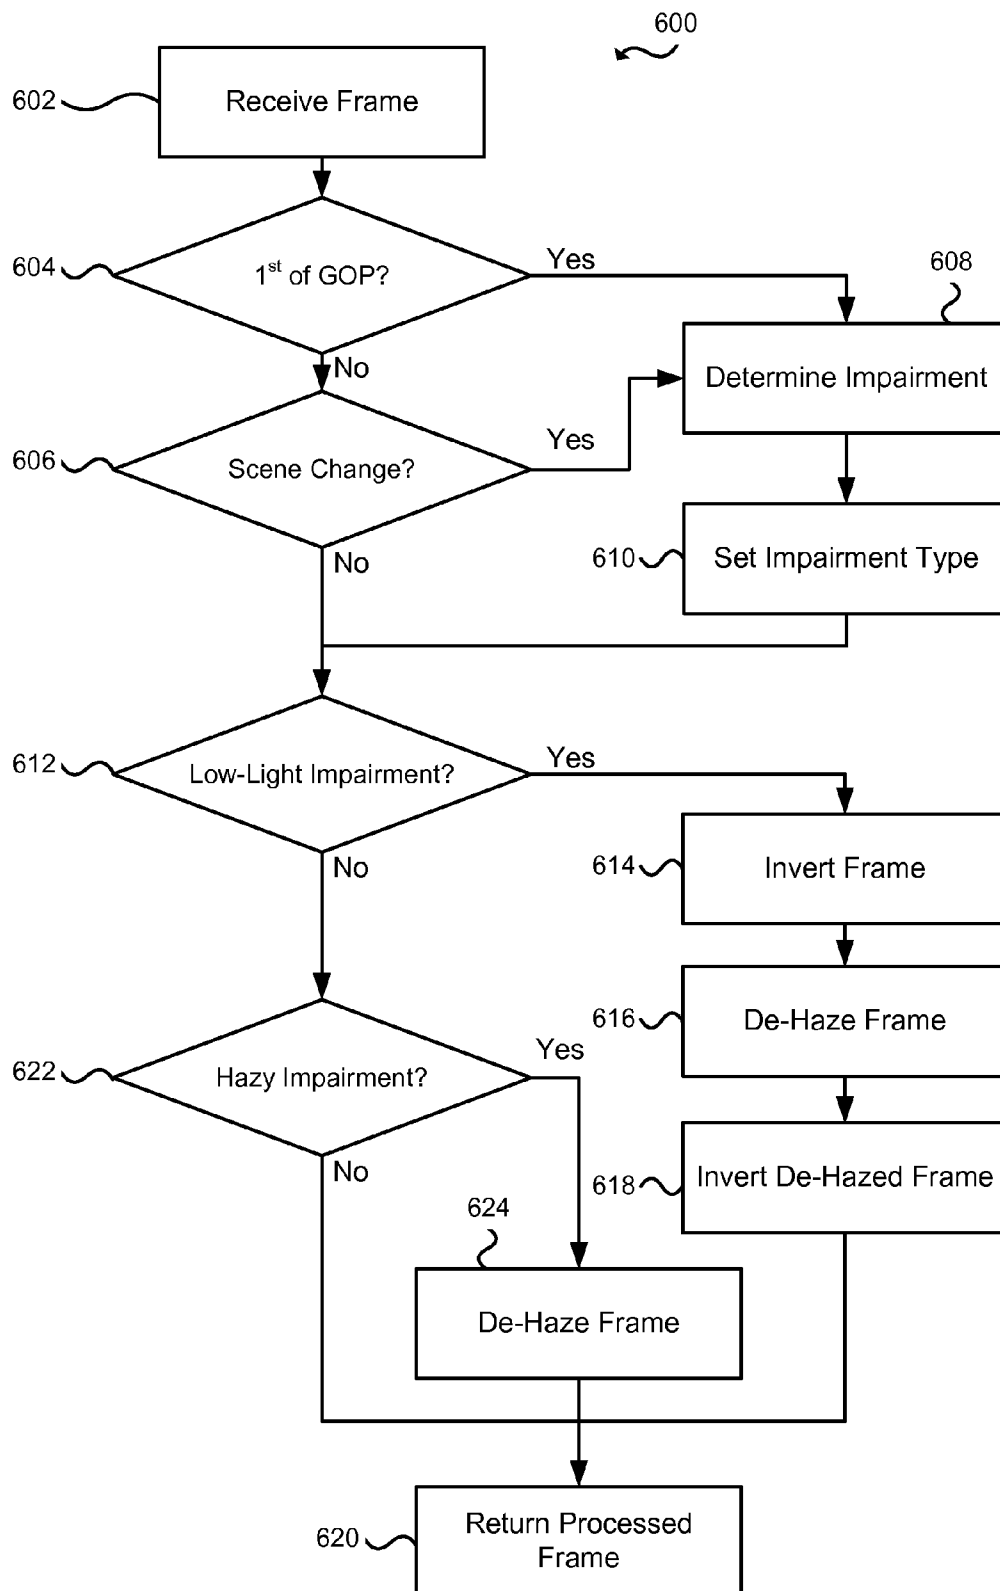 600
602
Receive Frame
604
1st of GOP?
Yes
608
No
Determine Impairment
606
Scene Change?
Yes
No
610
Set Impairment Type
612
Low-Light Impairment?
Yes
No
614
Invert Frame
616
De-Haze Frame
622
Hazy Impairment?
Yes
No
618
Invert De-Hazed Frame
624
De-Haze Frame
620
Return Processed
Frame